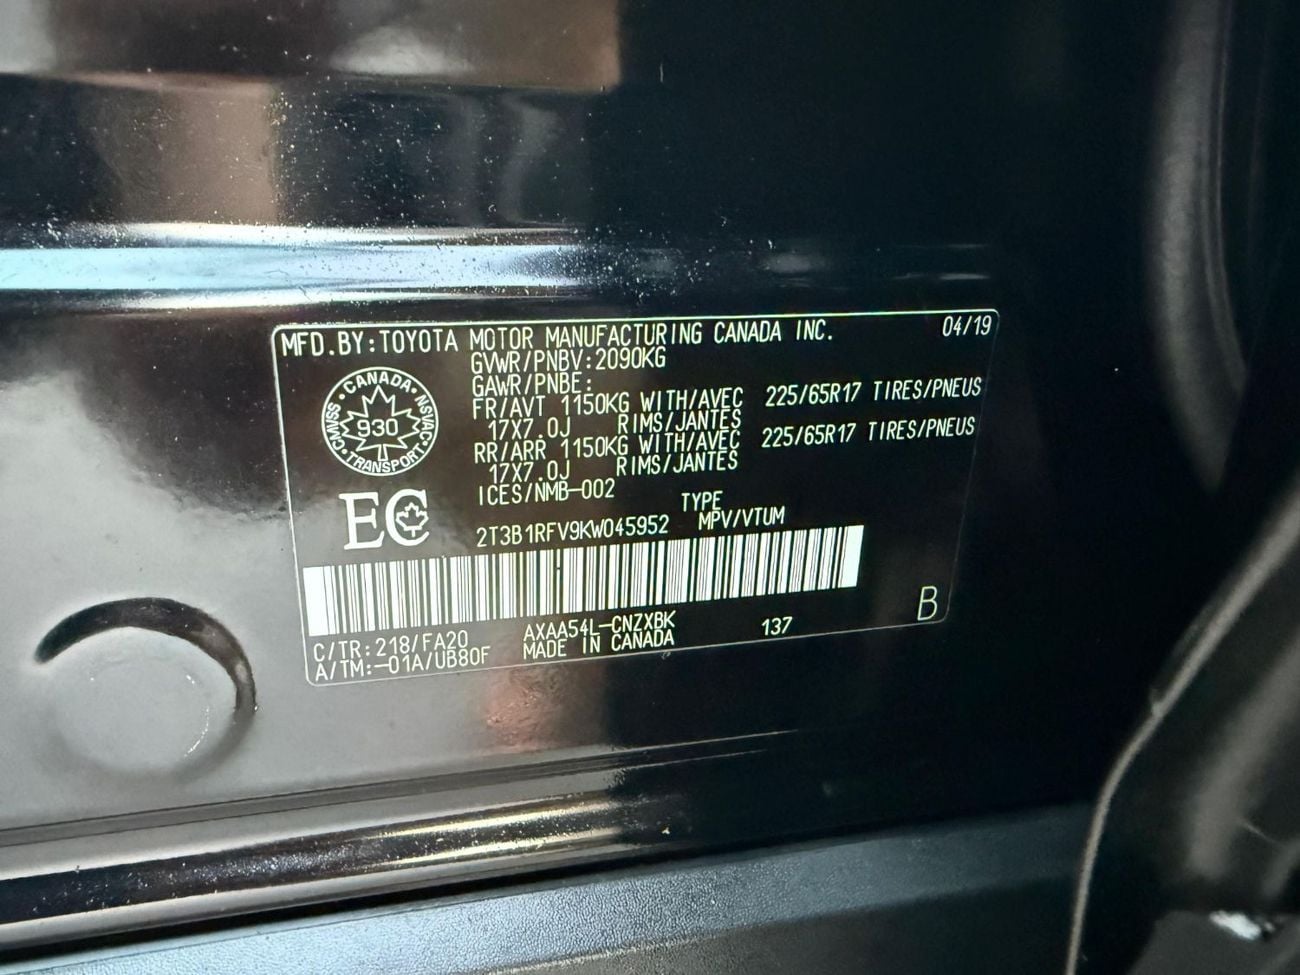 MFD.BY:TOYOTA MOTOR MANUFACTURING CANADA INC. 04/19
GVWR/PNBV:2090KG
GAWR/PNBE:
FR/AVT 1150KG WITH/AVEC 225/65R17 TIRES/PNEUS
17X7.0J RIMS/JANTES
RR/ARR 1150KG WITH/AVEC 225/65R17 TIRES/PNEUS
17X7.0J RIMS/JANTES
ICES/NMB-002
CANADA
CMVSS 930 NSVAC
TRANSPORT
EC
TYPE
2T3B1RFV9KW045952 MPV/VTUM
C/TR:218/FA20 AXAA54L-CNZXBK 137 B
A/TM:-01A/UB80F MADE IN CANADA